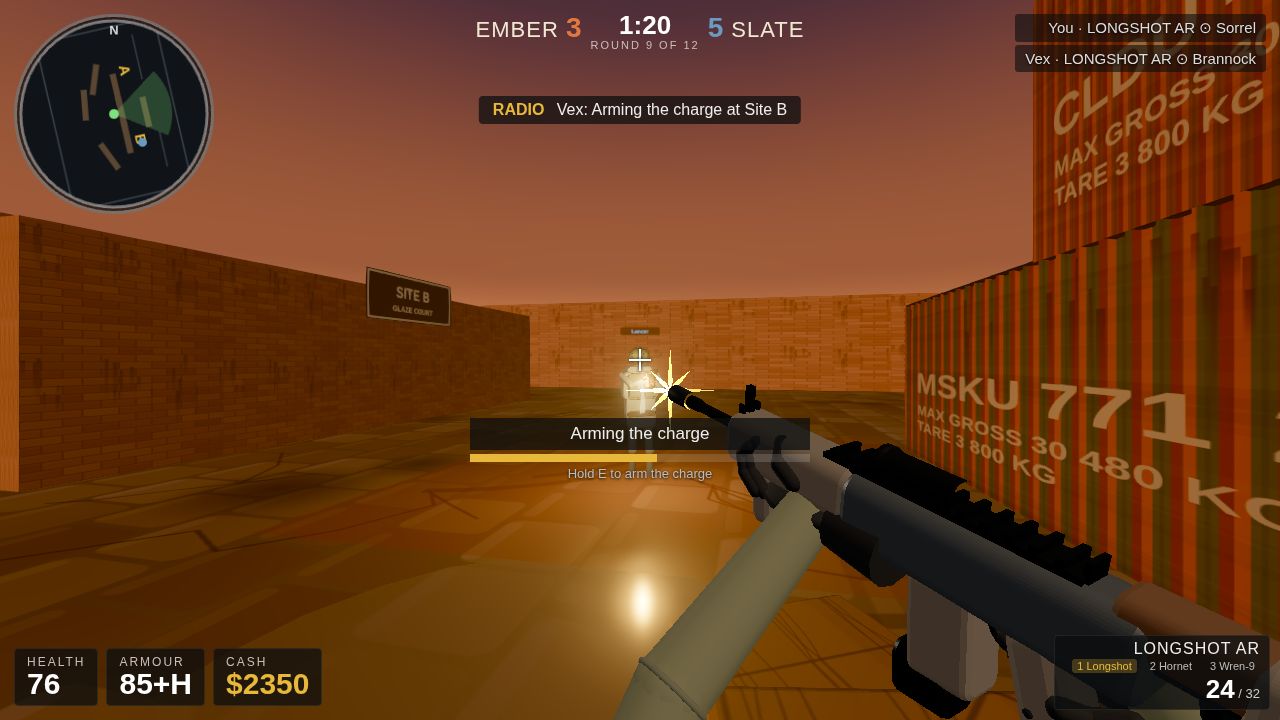 N
A
B
EMBER 3 1:20 5 SLATE
ROUND 9 OF 12
You · LONGSHOT AR ⊙ Sorrel
Vex · LONGSHOT AR ⊙ Brannock
RADIO Vex: Arming the charge at Site B
MAX GROSS
TARE 3 800 KG
SITE B
GLAZE COURT
Lancer
MSKU 771
MAX GROSS 30 480 KG
TARE 3 800 KG
Arming the charge
Hold E to arm the charge
HEALTH
76
ARMOUR
85+H
CASH
$2350
LONGSHOT AR
1 Longshot 2 Hornet 3 Wren-9
24 / 32